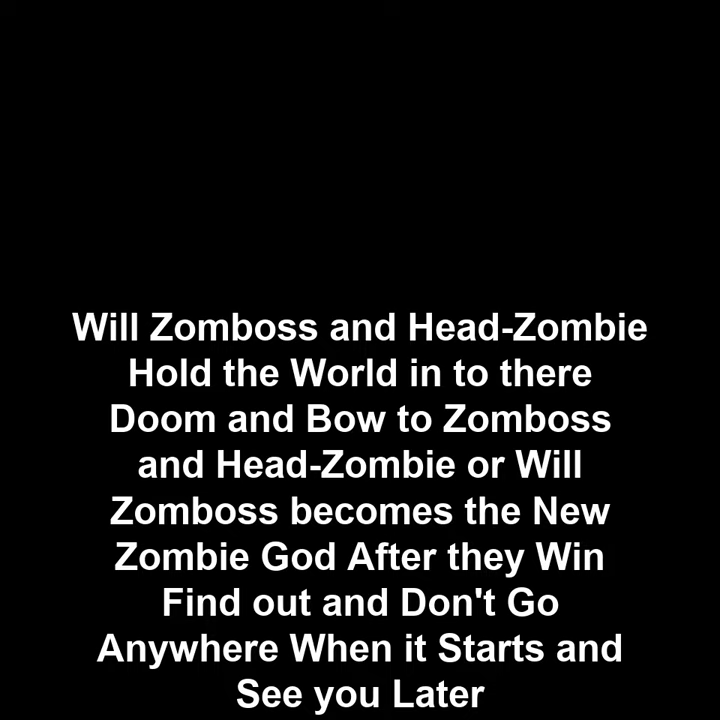 Will Zomboss and Head-Zombie
Hold the World in to there
Doom and Bow to Zomboss
and Head-Zombie or Will
Zomboss becomes the New
Zombie God After they Win
Find out and Don't Go
Anywhere When it Starts and
See you Later